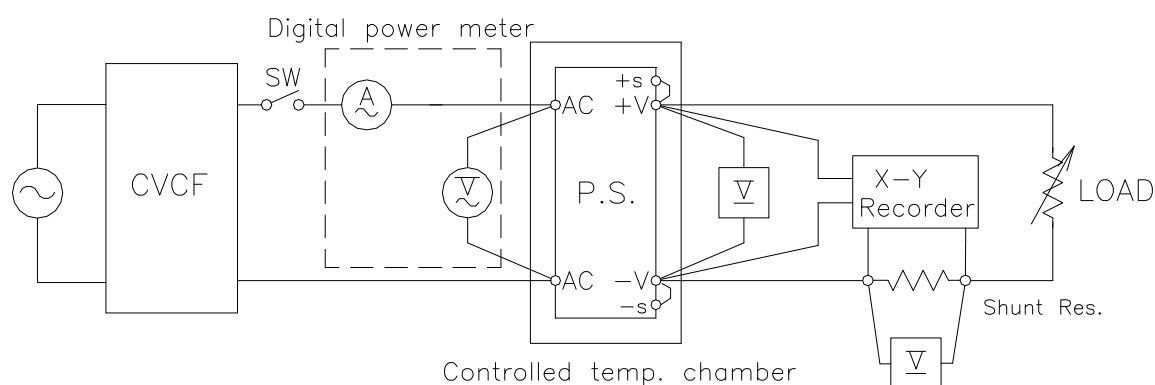 Digital power meter
SW
A
+s
AC
+V
CVCF
V
P.S.
V
X-Y
Recorder
LOAD
AC
-V
-s
Shunt Res.
V
Controlled temp. chamber